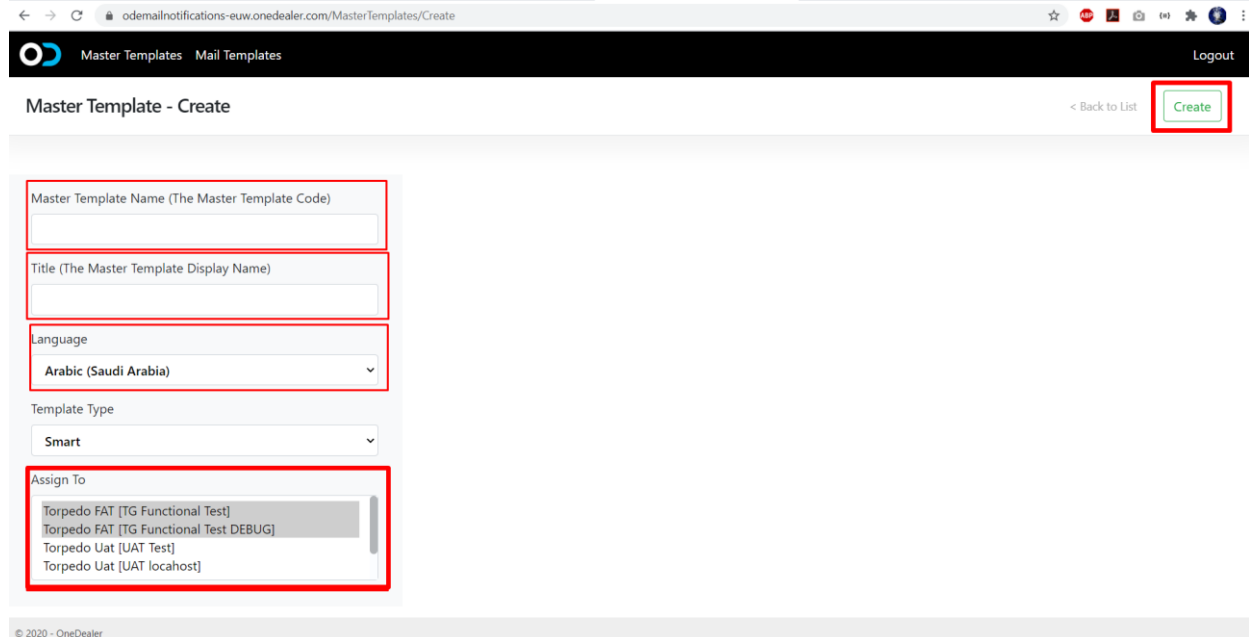 odemailnotifications-euw.onedealer.com/MasterTemplates/Create
ABP
Master Templates Mail Templates Logout
Master Template - Create < Back to List Create
Master Template Name (The Master Template Code)
Title (The Master Template Display Name)
Language
Arabic (Saudi Arabia)
Template Type
Smart
Assign To
Torpedo FAT [TG Functional Test]
Torpedo FAT [TG Functional Test DEBUG]
Torpedo Uat [UAT Test]
Torpedo Uat [UAT locahost]
© 2020 - OneDealer